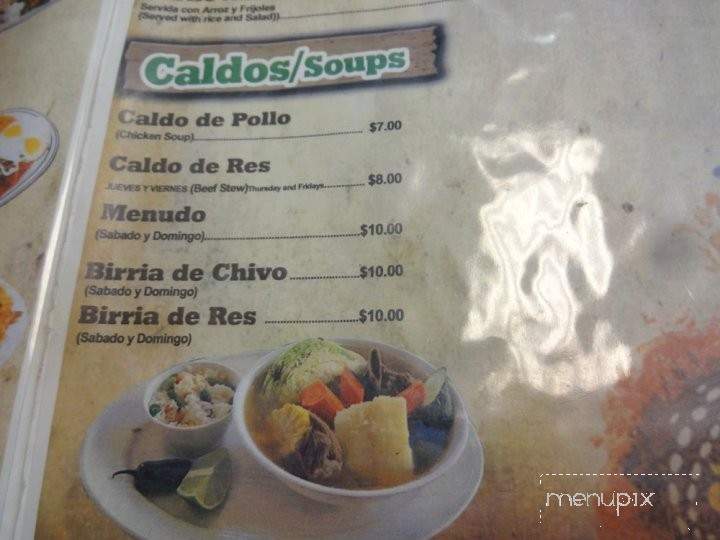 Servida con Arroz y Frijoles
(Served with rice and Salad))
Caldos/Soups
Caldo de Pollo
(Chicken Soup) $7.00
Caldo de Res
JUEVES Y VIERNES (Beef Stew) Thursday and Fridays $8.00
Menudo
(Sabado y Domingo) $10.00
Birria de Chivo $10.00
(Sabado y Domingo)
Birria de Res $10.00
(Sabado y Domingo)
menupix